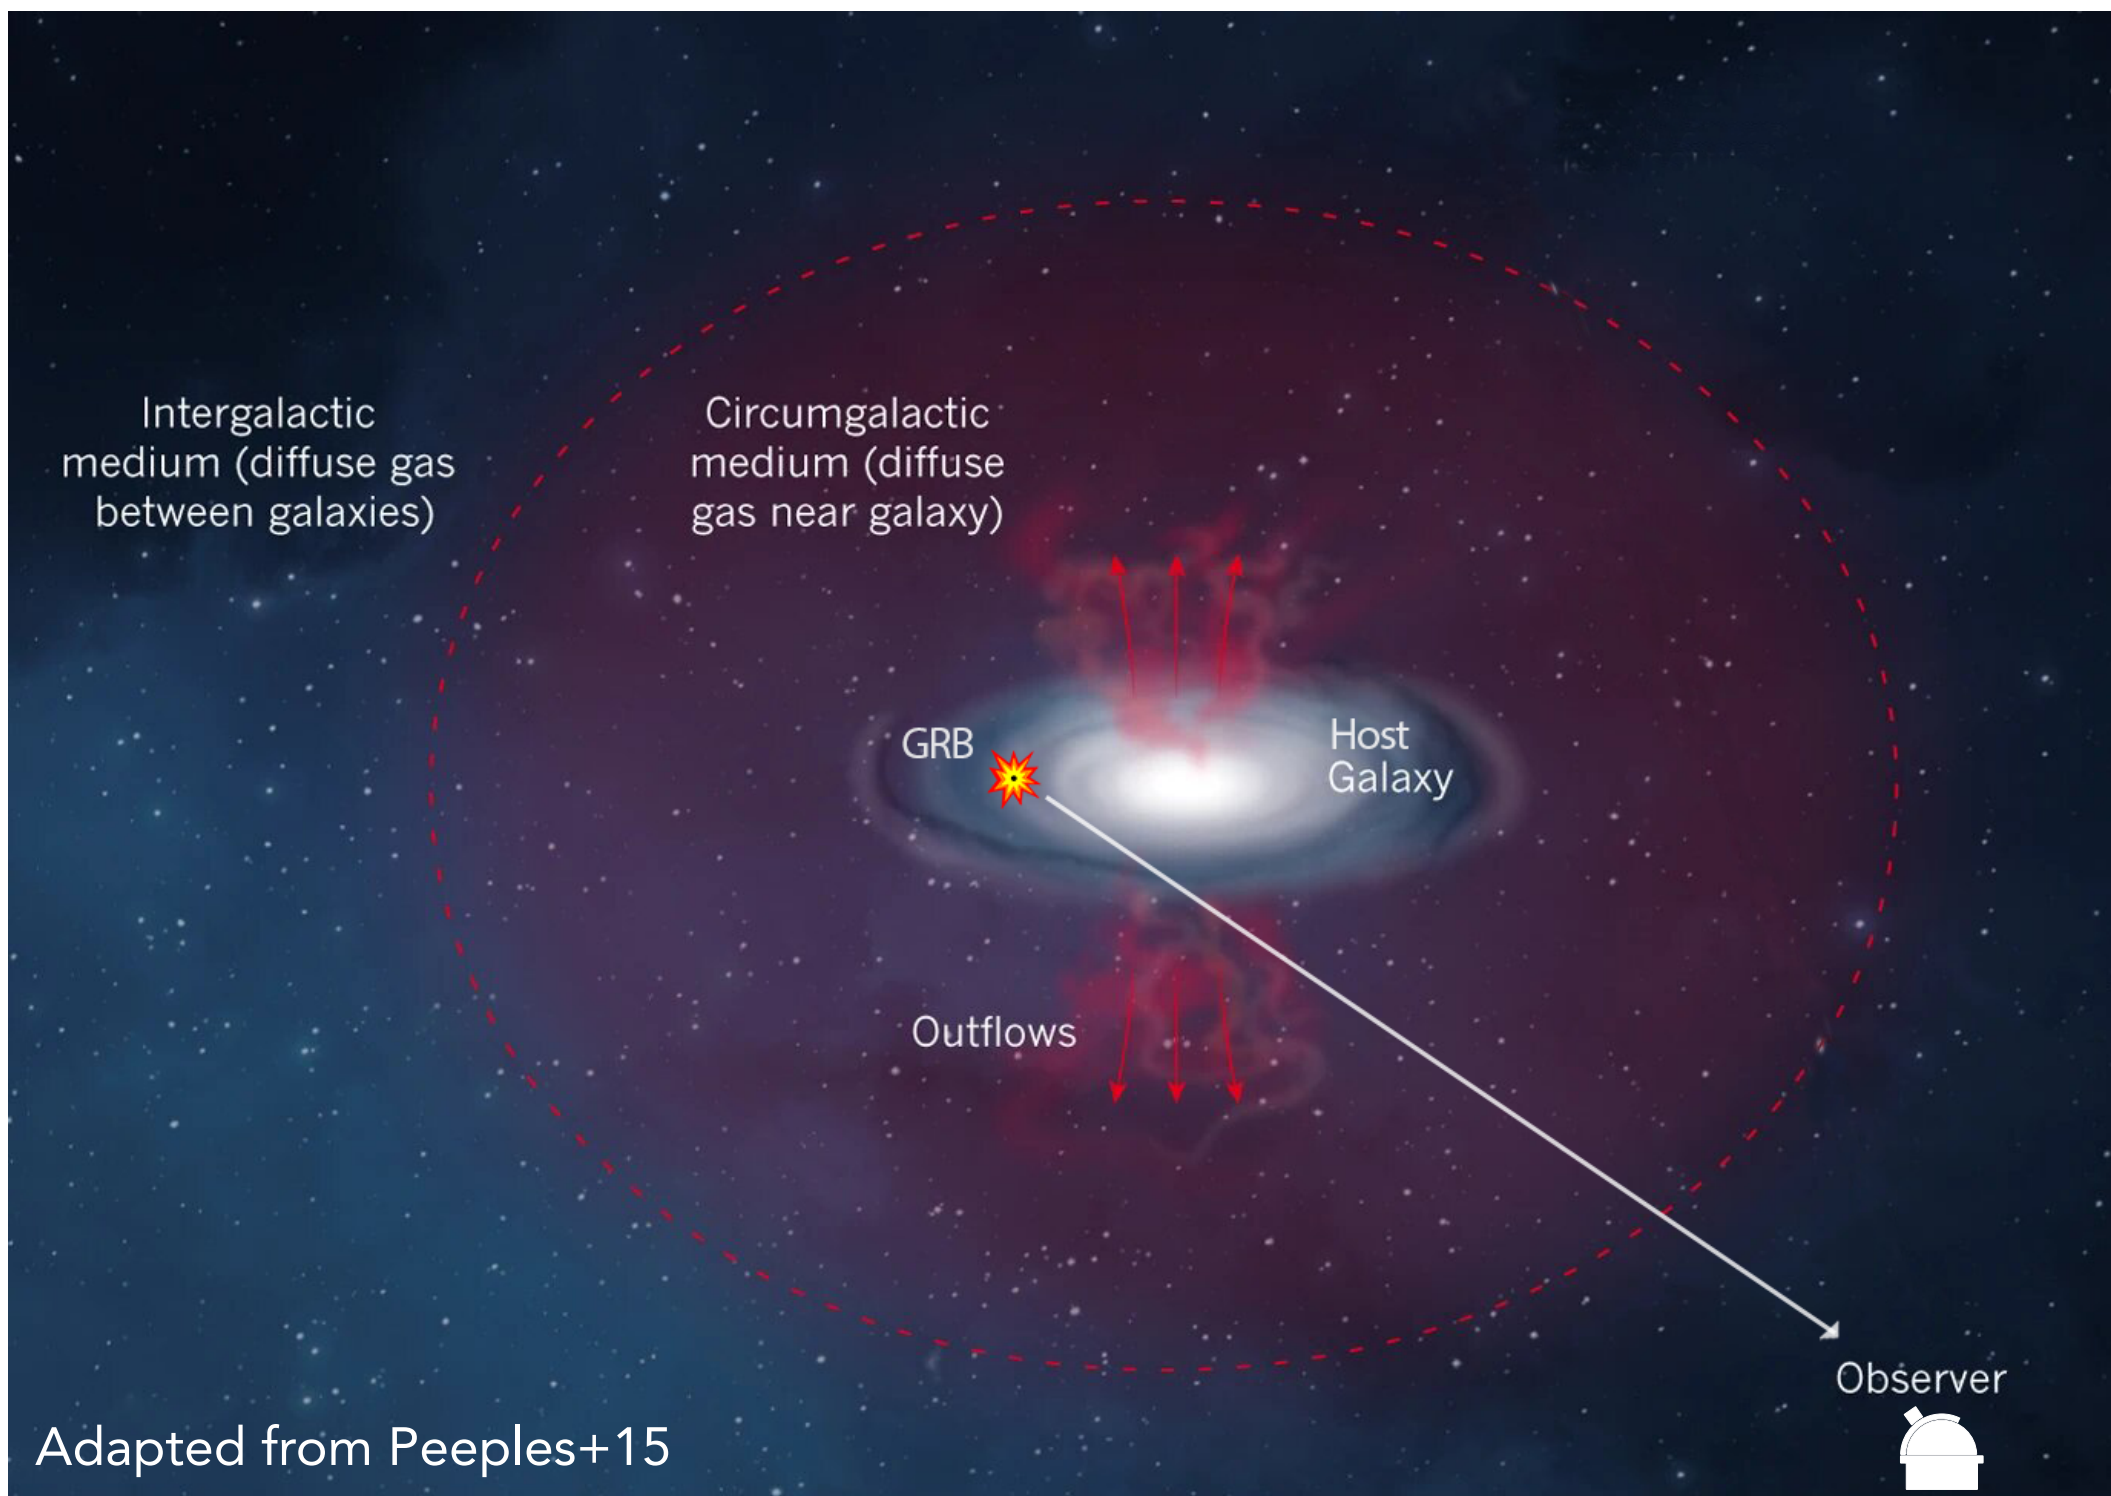 Intergalactic
medium (diffuse gas
between galaxies)
Circumgalactic
medium (diffuse
gas near galaxy)
GRB
Host
Galaxy
Outflows
Observer
Adapted from Peeples+15